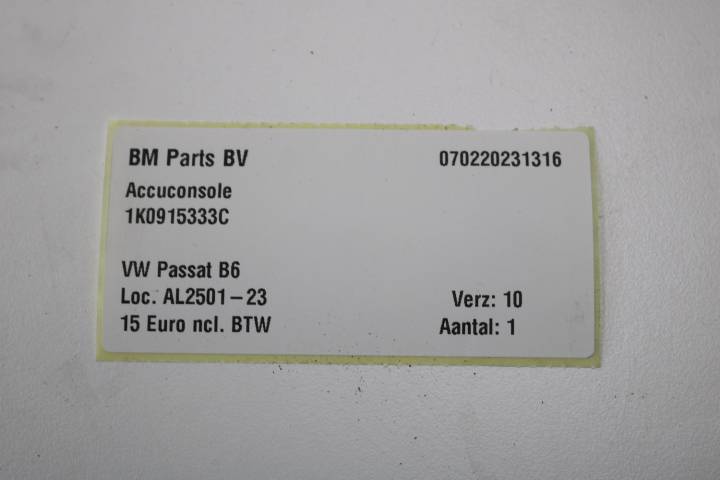 BM Parts BV 070220231316
Accuconsole
1K0915333C
VW Passat B6
Loc. AL2501-23 Verz: 10
15 Euro ncl. BTW Aantal: 1